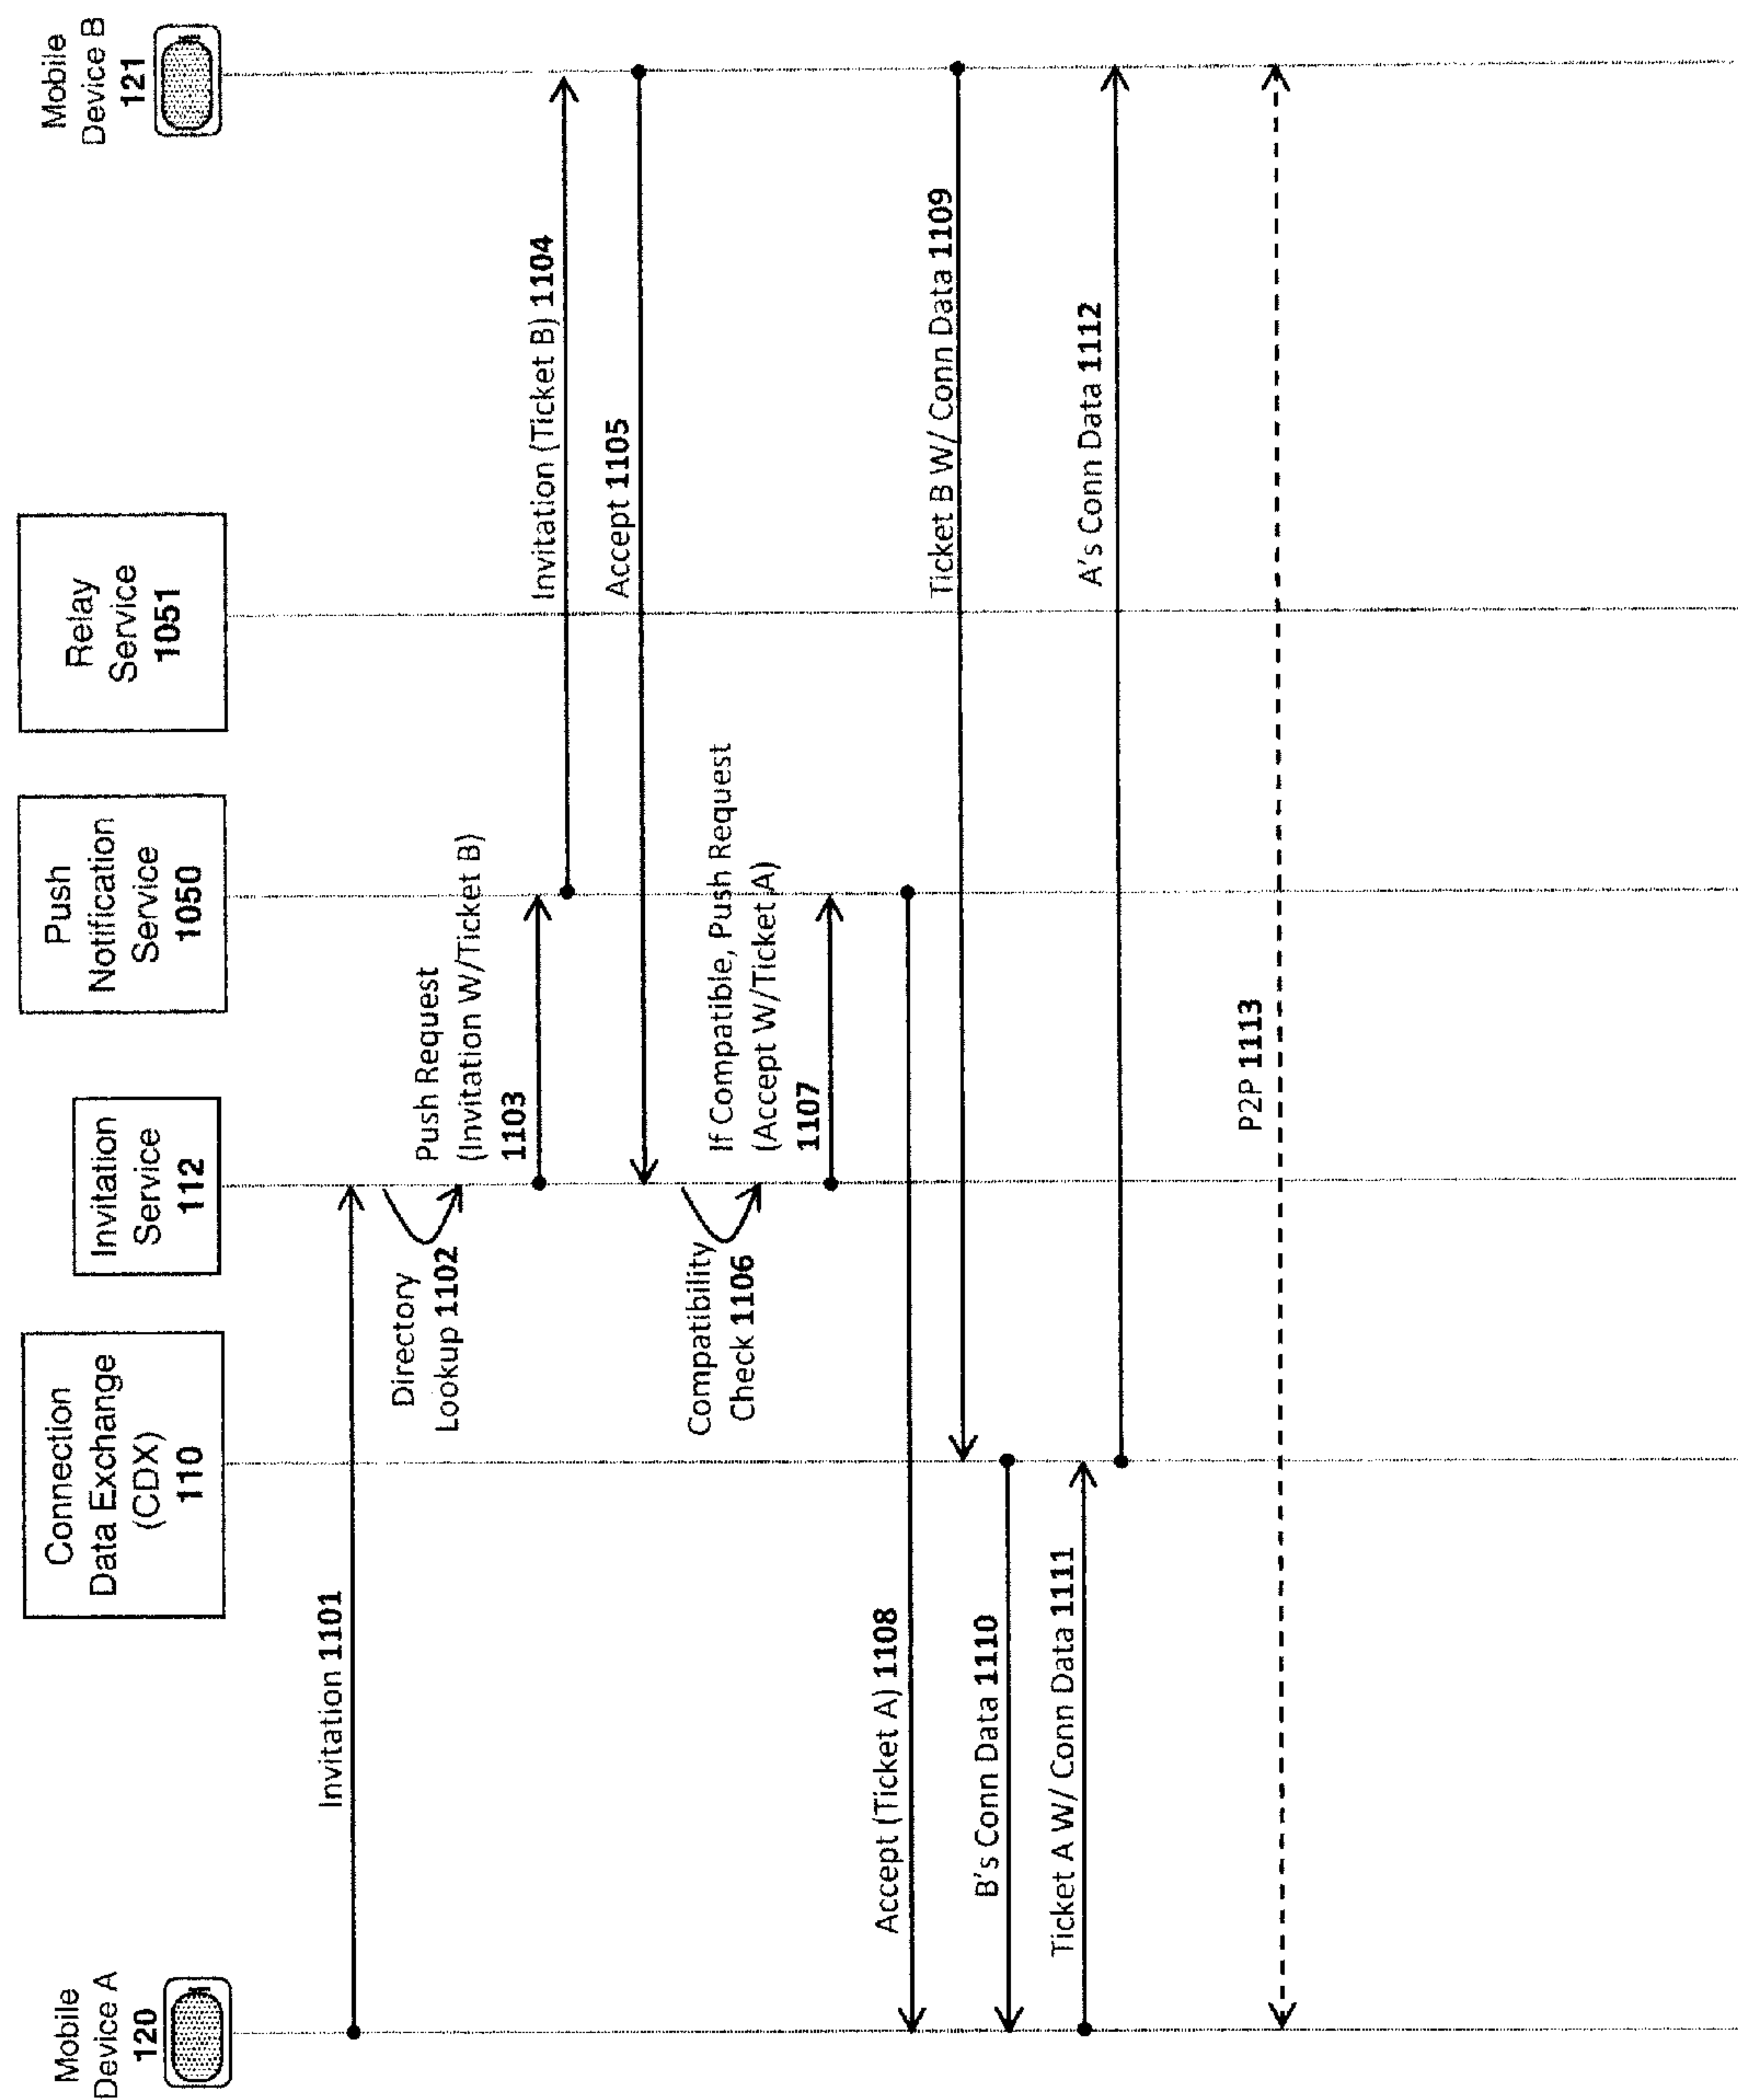 Mobile
Device A
120
Connection
Data Exchange
(CDX)
110
Invitation
Service
112
Push
Notification
Service
1050
Relay
Service
1051
Mobile
Device B
121
Invitation 1101
Directory
Lookup 1102
Push Request
(Invitation W/Ticket B)
1103
Invitation (Ticket B) 1104
Accept 1105
Compatibility
Check 1106
If Compatible, Push Request
(Accept W/Ticket A)
1107
Accept (Ticket A) 1108
Ticket B W/ Conn Data 1109
B's Conn Data 1110
Ticket A W/ Conn Data 1111
A's Conn Data 1112
P2P 1113